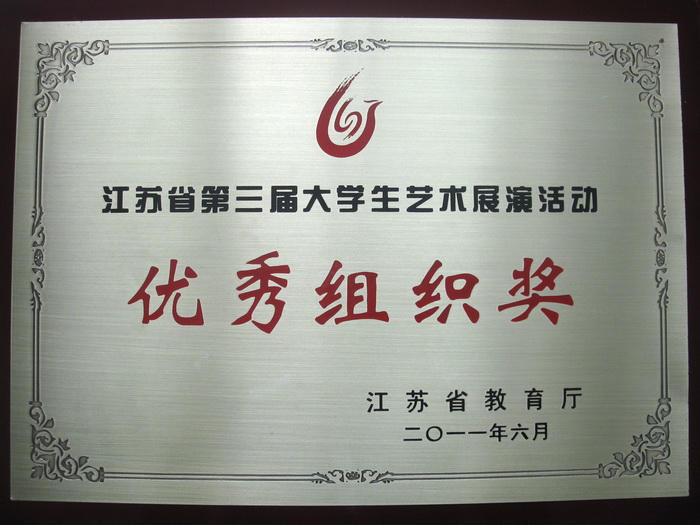 江苏省第三届大学生艺术展演活动
优秀组织奖
江苏省教育厅
二〇一一年六月